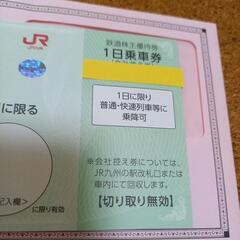 JR
JR九州
鉄道株主優待券
1日乗車券
に限る
1日に限り
普通・快速列車等に
乗降可
※会社控え券については、
JR九州の駅改札口または
車内にて回収します。
【切り取り無効】
記入欄>
に限り有効